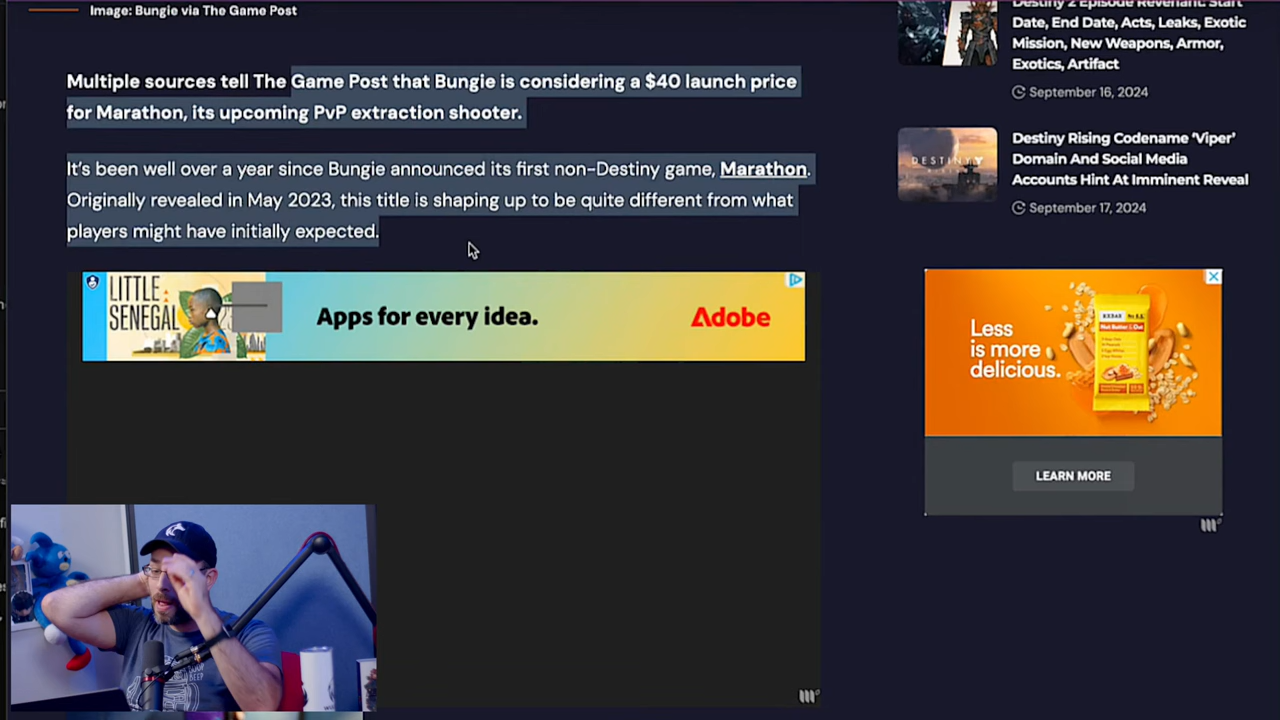 Image: Bungie via The Game Post
Multiple sources tell The Game Post that Bungie is considering a $40 launch price
for Marathon, its upcoming PvP extraction shooter.
It's been well over a year since Bungie announced its first non-Destiny game, Marathon.
Originally revealed in May 2023, this title is shaping up to be quite different from what
players might have initially expected.
LITTLE
SENEGAL
Apps for every idea.
Adobe
Destiny 2 Episode Revenant: Start
Date, End Date, Acts, Leaks, Exotic
Mission, New Weapons, Armor,
Exotics, Artifact
September 16, 2024
DESTINY
Destiny Rising Codename 'Viper'
Domain And Social Media
Accounts Hint At Imminent Reveal
September 17, 2024
Less
is more
delicious.
RXBAR
LEARN MORE